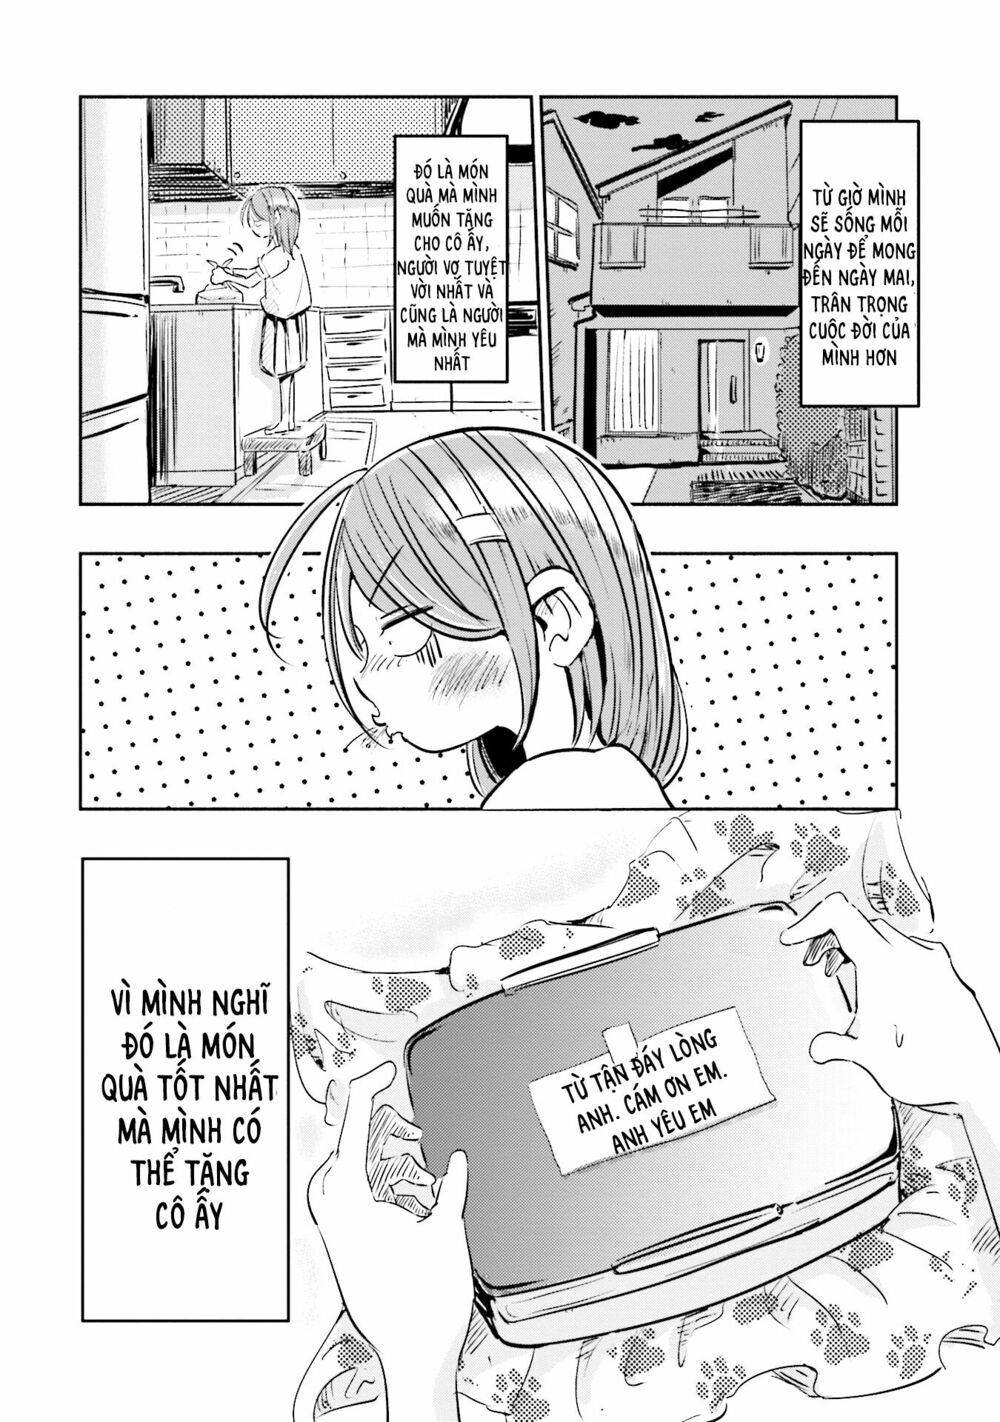 TỪ GIỜ MÌNH
SẼ SỐNG MỖI
NGÀY ĐỂ MONG
ĐẾN NGÀY MAI,
TRÂN TRỌNG
CUỘC ĐỜI CỦA
MÌNH HƠN
ĐÓ LÀ MÓN
QUÀ MÀ MÌNH
MUỐN TẶNG
CHO CÔ ẤY,
NGƯỜI VỢ TUYỆT
VỜI NHẤT VÀ
CŨNG LÀ NGƯỜI
MÀ MÌNH YÊU
NHẤT
TỪ TẬN ĐÁY LÒNG
ANH. CÁM ƠN EM.
ANH YÊU EM
VÌ MÌNH NGHĨ
ĐÓ LÀ MÓN
QUÀ TỐT NHẤT
MÀ MÌNH CÓ
THỂ TẶNG
CÔ ẤY